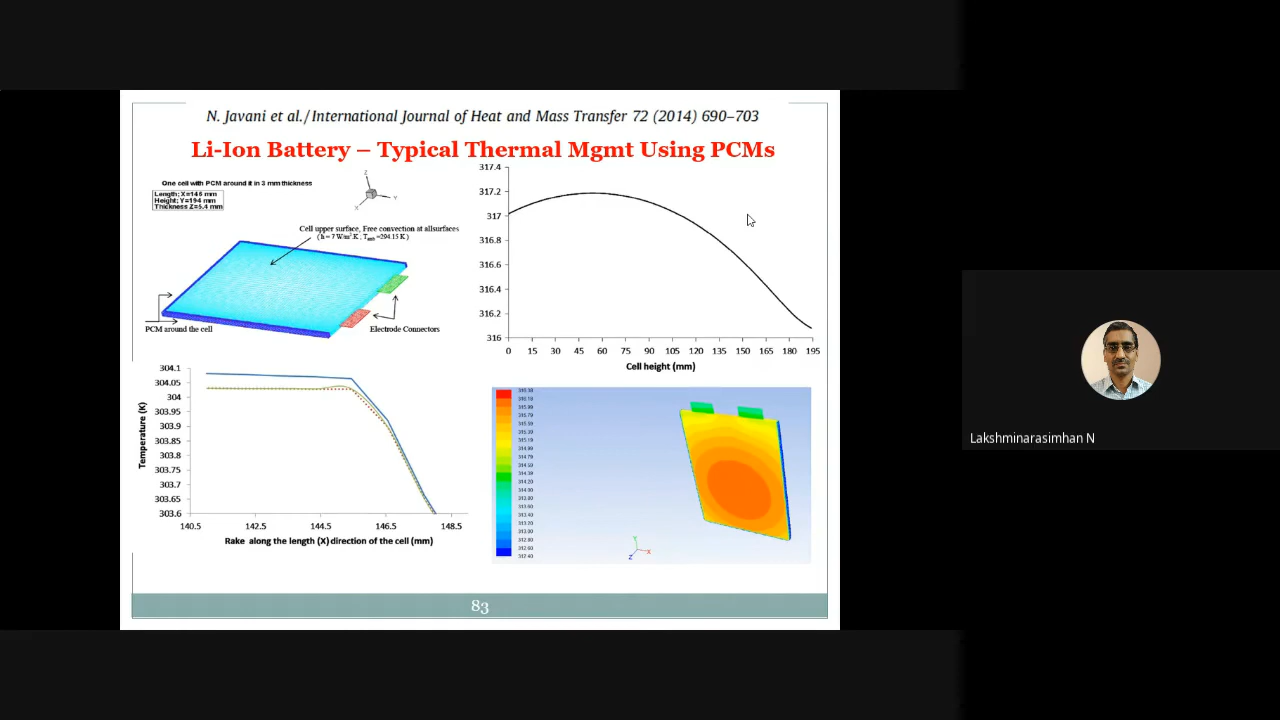 N. Javani et al./International Journal of Heat and Mass Transfer 72 (2014) 690–703
Li-Ion Battery – Typical Thermal Mgmt Using PCMs
One cell with PCM around it in 3 mm thickness
Length: X=146 mm
Height: Y=194 mm
Thickness Z=5.4 mm
Z
Y
X
Cell upper surface, Free convection at allsurfaces
( h = 7 W/m².K ; Tamb =294.15 K )
PCM around the cell
Electrode Connectors
317.4
317.2
317
316.8
316.6
316.4
316.2
316
0 15 30 45 60 75 90 105 120 135 150 165 180 195
Cell height (mm)
304.1
304.05
304
303.95
303.9
303.85
303.8
303.75
303.7
303.65
303.6
Temperature (K)
140.5 142.5 144.5 146.5 148.5
Rake along the length (X) direction of the cell (mm)
Y
X
Z
83
Lakshminarasimhan N